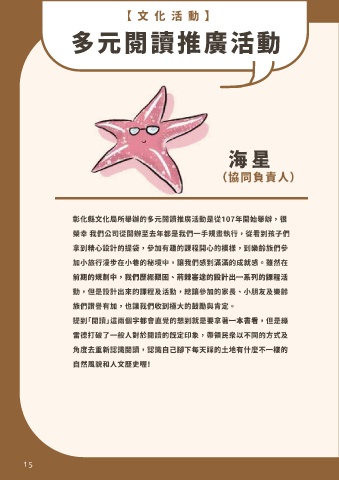 【文化活動】
多元閱讀推廣活動
海星
(協同負責人)
彰化縣文化局所舉辦的多元閱讀推廣活動是從107年開始舉辦，很
榮幸 我們公司從開辦至去年都是我們一手規畫執行，從看到孩子們
拿到精心設計的提袋，參加有趣的課程開心的模樣，到樂齡族們參
加小旅行漫步在小巷的秘境中，讓我們感到滿滿的成就感。雖然在
前期的規劃中，我們歷經艱困、荊棘審達的設計出一系列的課程活
動，但是設計出來的課程及活動，總讓參加的家長、小朋友及樂齡
族們讚譽有加，也讓我們收到極大的鼓勵與肯定。
提到「閱讀」這兩個字都會直覺的想到就是要拿著一本書看，但是綠
雷德打破了一般人對於閱讀的既定印象，帶領民眾以不同的方式及
角度去重新認識閱讀，認識自己腳下每天踩的土地有什麼不一樣的
自然風貌和人文歷史喔!
15